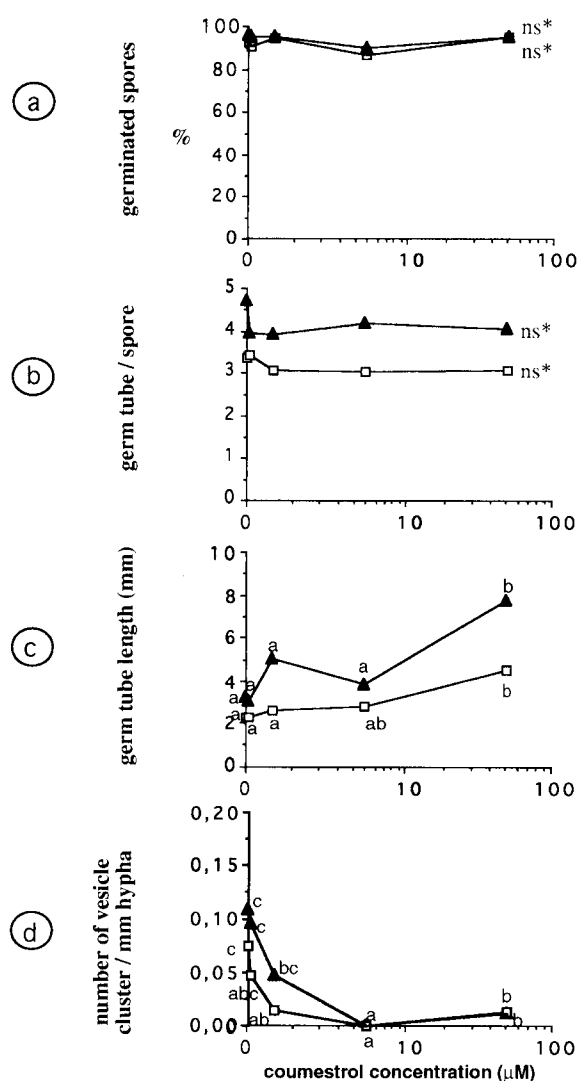 a
germinated spores
%
100
80
60
40
20
0
ns*
ns*
0
10
100
b
germ tube / spore
5
4
3
2
1
0
ns*
ns*
0
10
100
c
germ tube length (mm)
10
8
6
4
2
0
a
a
a
a
b
a
a
a
ab
b
0
10
100
d
number of vesicle
cluster / mm hypha
0,20
0,15
0,10
0,05
0,00
c
c
bc
a
b
c
abc
ab
a
b
0
10
100
coumestrol concentration (µM)